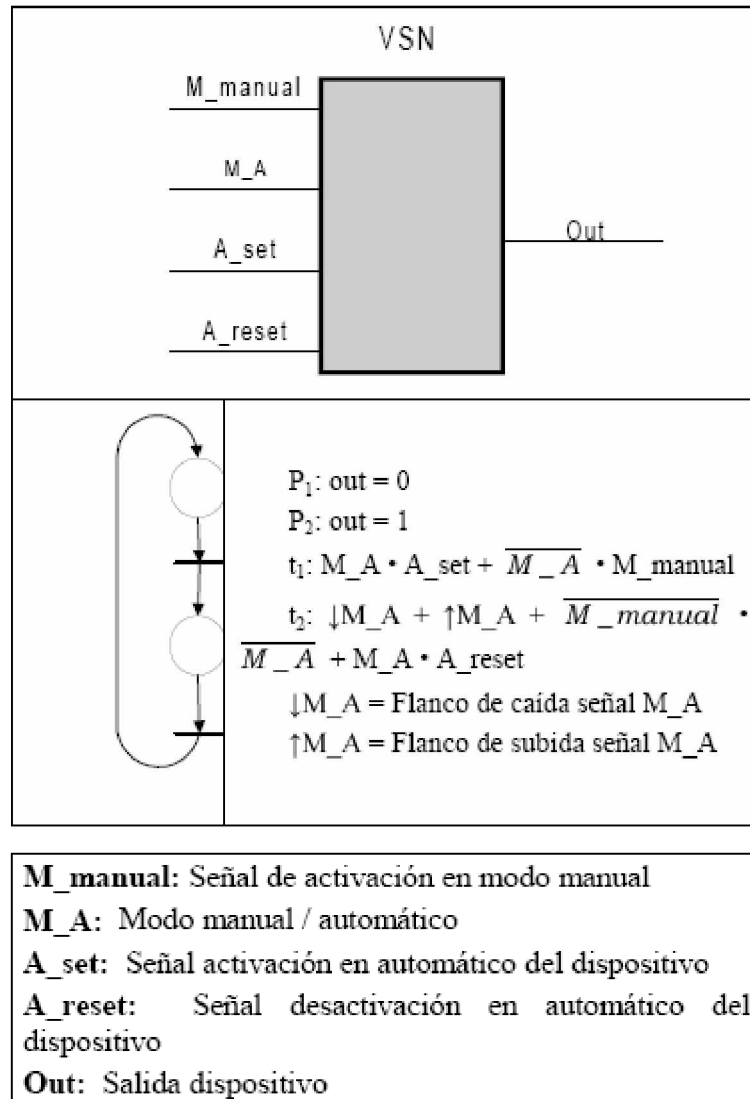 VSN
M_manual
M_A
A_set
A_reset
Out
P₁: out = 0
P₂: out = 1
t₁: M_A • A_set + \overline{M_A} • M_manual
t₂: ↓M_A + ↑M_A + \overline{M_manual} •
\overline{M_A} + M_A • A_reset
↓M_A = Flanco de caída señal M_A
↑M_A = Flanco de subida señal M_A
M_manual: Señal de activación en modo manual
M_A: Modo manual / automático
A_set: Señal activación en automático del dispositivo
A_reset: Señal desactivación en automático del
dispositivo
Out: Salida dispositivo